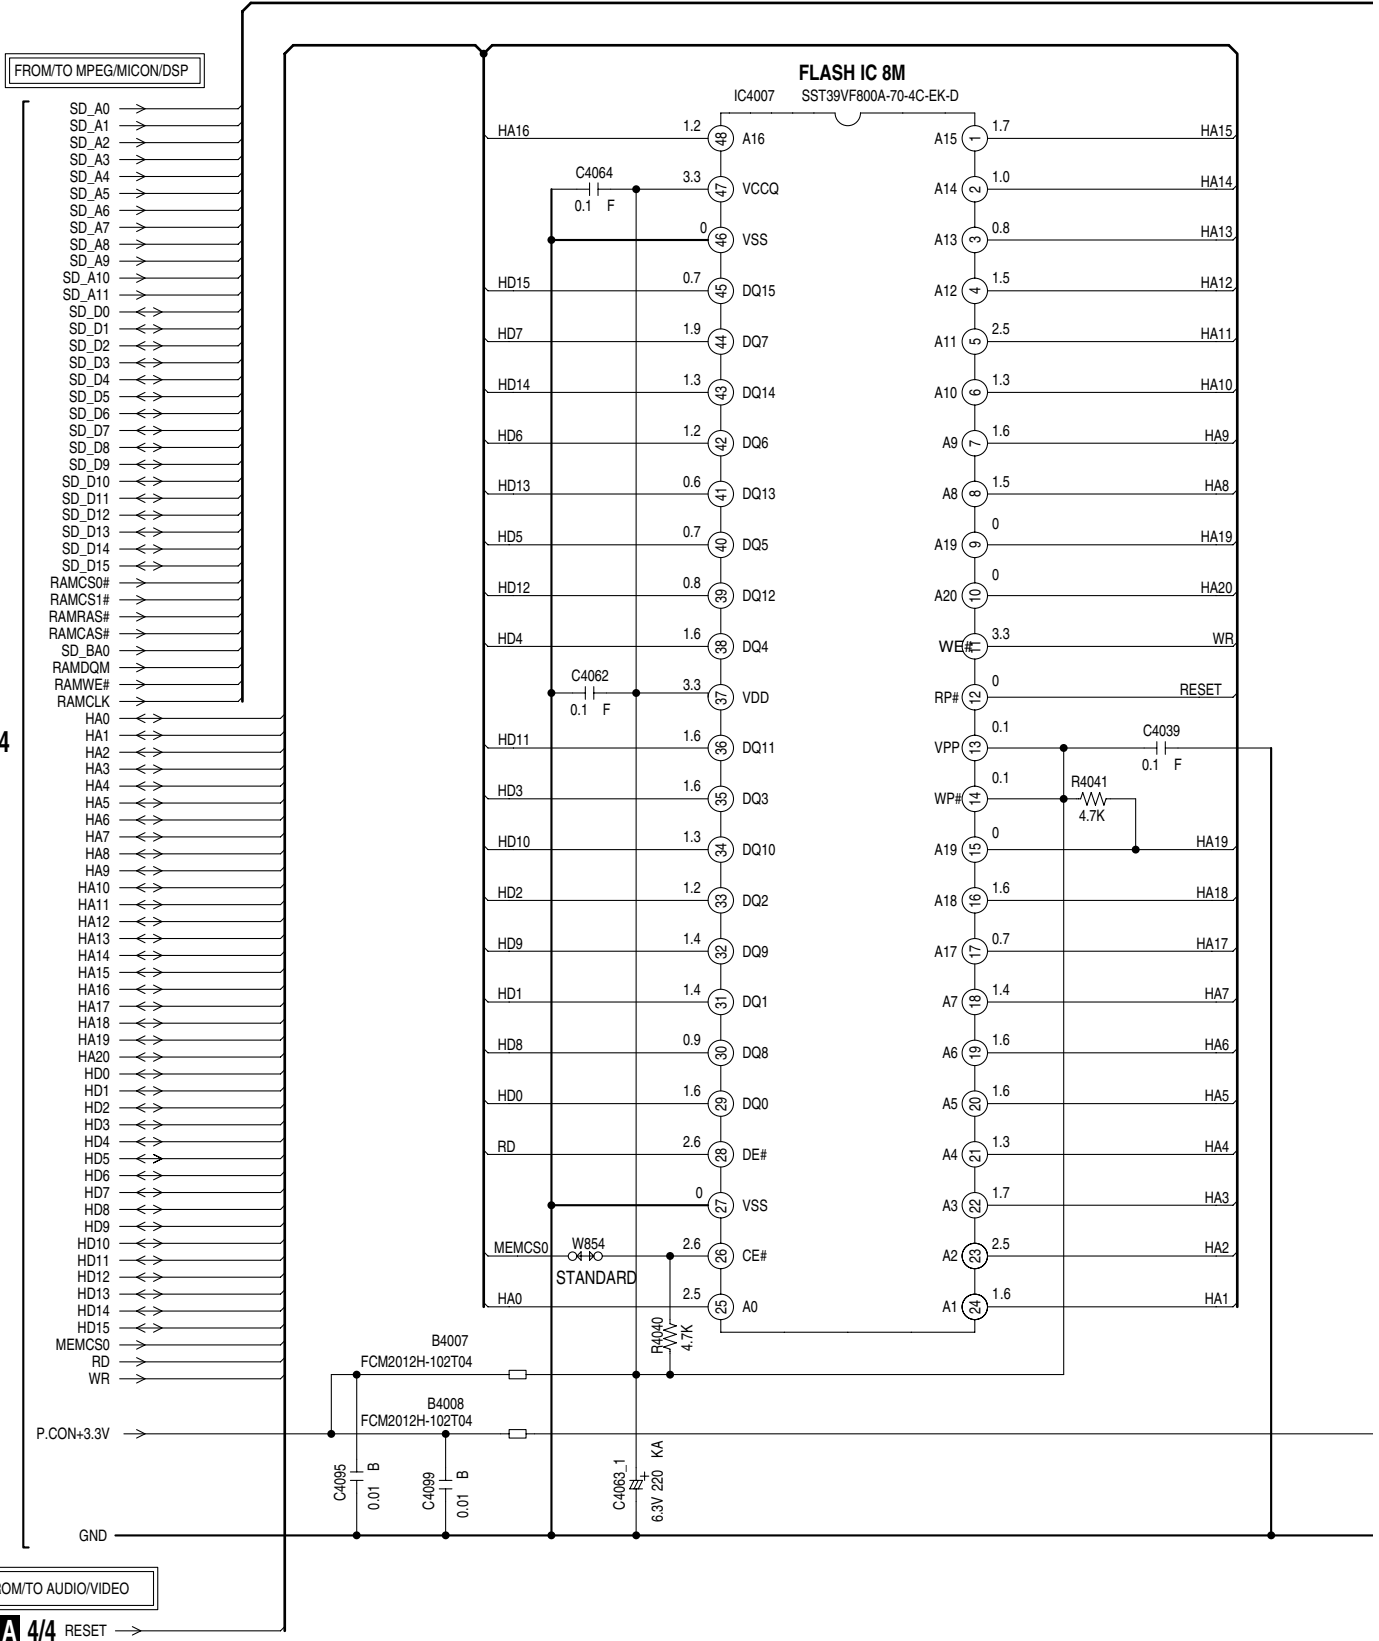 FROM/TO MPEG/MICON/DSP
SD_A0
SD_A1
SD_A2
SD_A3
SD_A4
SD_A5
SD_A6
SD_A7
SD_A8
SD_A9
SD_A10
SD_A11
SD_D0
SD_D1
SD_D2
SD_D3
SD_D4
SD_D5
SD_D6
SD_D7
SD_D8
SD_D9
SD_D10
SD_D11
SD_D12
SD_D13
SD_D14
SD_D15
RAMCS0#
RAMCS1#
RAMRAS#
RAMCAS#
SD_BA0
RAMDQM
RAMWE#
RAMCLK
HA0
HA1
4
HA2
HA3
HA4
HA5
HA6
HA7
HA8
HA9
HA10
HA11
HA12
HA13
HA14
HA15
HA16
HA17
HA18
HA19
HA20
HD0
HD1
HD2
HD3
HD4
HD5
HD6
HD7
HD8
HD9
HD10
HD11
HD12
HD13
HD14
HD15
MEMCS0
RD
WR
P.CON+3.3V
GND
ROM/TO AUDIO/VIDEO
A 4/4 RESET
FLASH IC 8M
IC4007 SST39VF800A-70-4C-EK-D
HA16 1.2 48 A16 A15 1 1.7 HA15
C4064
0.1 F
3.3 47 VCCQ A14 2 1.0 HA14
0 46 VSS A13 3 0.8 HA13
HD15 0.7 45 DQ15 A12 4 1.5 HA12
HD7 1.9 44 DQ7 A11 5 2.5 HA11
HD14 1.3 43 DQ14 A10 6 1.3 HA10
HD6 1.2 42 DQ6 A9 7 1.6 HA9
HD13 0.6 41 DQ13 A8 8 1.5 HA8
HD5 0.7 40 DQ5 A19 9 0 HA19
HD12 0.8 39 DQ12 A20 10 0 HA20
HD4 1.6 38 DQ4 WE# 11 3.3 WR
C4062
0.1 F
3.3 37 VDD RP# 12 0 RESET
HD11 1.6 36 DQ11 VPP 13 0.1
C4039
0.1 F
HD3 1.6 35 DQ3 WP# 14 0.1
R4041
4.7K
HD10 1.3 34 DQ10 A19 15 0 HA19
HD2 1.2 33 DQ2 A18 16 1.6 HA18
HD9 1.4 32 DQ9 A17 17 0.7 HA17
HD1 1.4 31 DQ1 A7 18 1.4 HA7
HD8 0.9 30 DQ8 A6 19 1.6 HA6
HD0 1.6 29 DQ0 A5 20 1.6 HA5
RD 2.6 28 DE# A4 21 1.3 HA4
0 27 VSS A3 22 1.7 HA3
MEMCS0 W854 2.6 26 CE# A2 23 2.5 HA2
STANDARD
HA0 2.5 25 A0 A1 24 1.6 HA1
R4040
4.7K
B4007
FCM2012H-102T04
B4008
FCM2012H-102T04
C4095
0.01 B
C4099
0.01 B
C4063_1
+
6.3V 220 KA